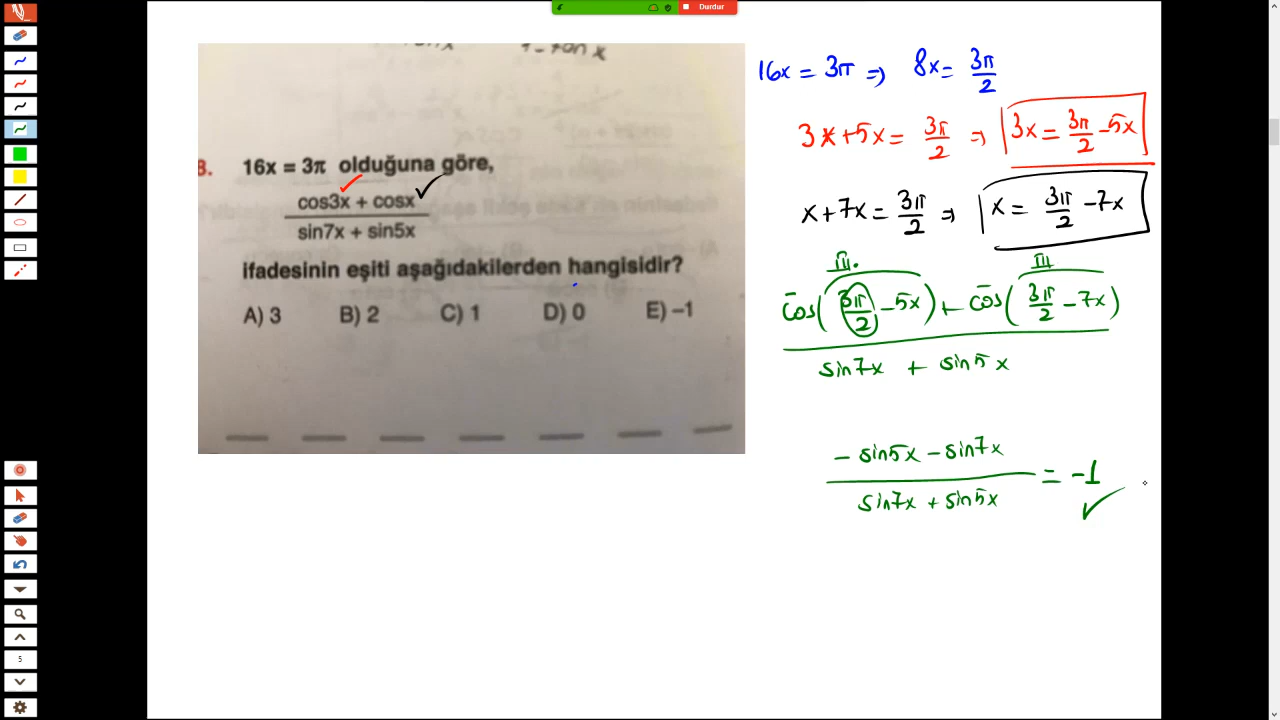 Durdur
8. 16x = 3π olduğuna göre,
cos3x + cosx
sin7x + sin5x
ifadesinin eşiti aşağıdakilerden hangisidir?
A) 3 B) 2 C) 1 D) 0 E) –1
16x = 3π ⇒ 8x = 3π/2
3x + 5x = 3π/2 ⇒ 3x = 3π/2 - 5x
x + 7x = 3π/2 ⇒ x = 3π/2 - 7x
III. III
cos(3π/2 - 5x) + cos(3π/2 - 7x)
sin7x + sin5x
- sin5x - sin7x
sin7x + sin5x
= -1
5